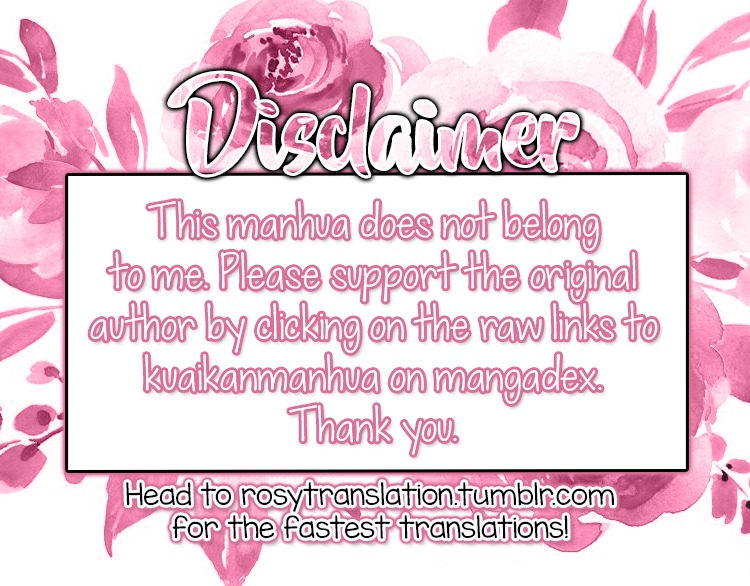 Disclaimer
This manhua does not belong
to me. Please support the original
author by clicking on the raw links to
kuaikanmanhua on mangadex.
Thank you.
Head to rosytranslation.tumblr.com
for the fastest translations!